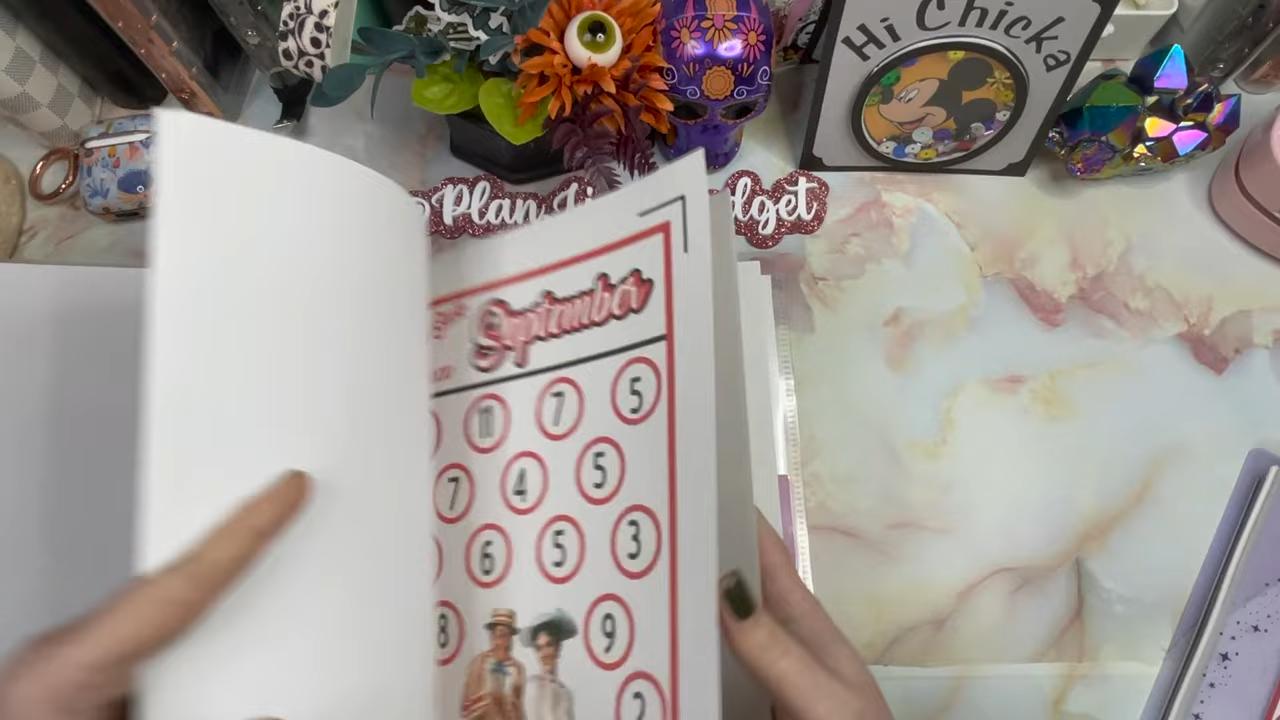 Hi Chicka
Plan
dget
September
11 7 5
7 4 5
6 5 3
8 9
2